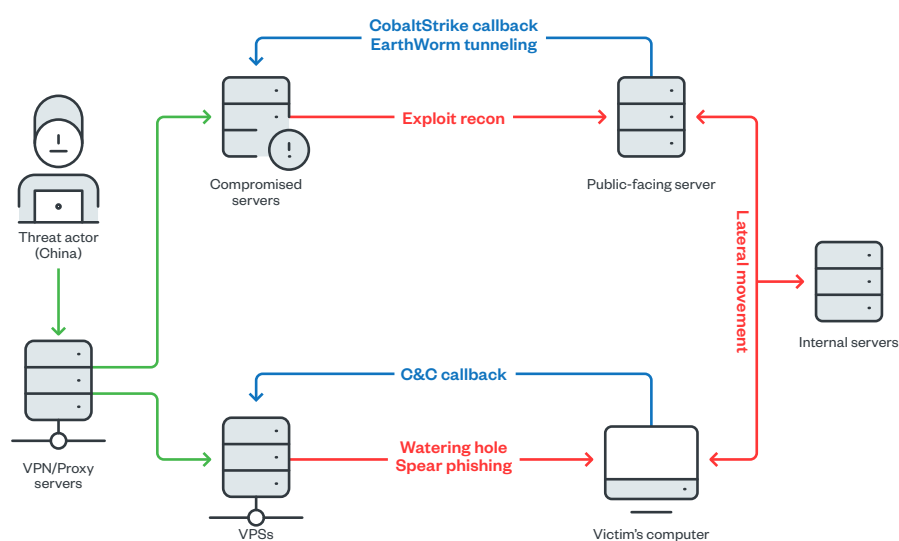 CobaltStrike callback
EarthWorm tunneling
Exploit recon
Compromised
servers
Public-facing server
Threat actor
(China)
Lateral movement
Internal servers
C&C callback
Watering hole
Spear phishing
VPN/Proxy
servers
VPSs
Victim's computer